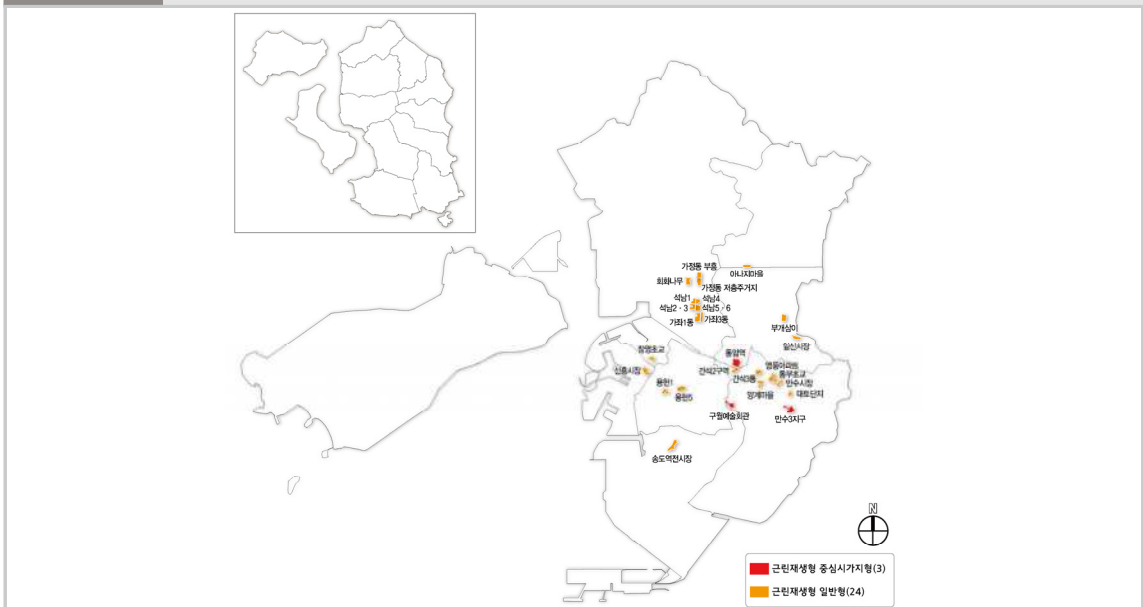 가정동 부흥
아나지마을
회화나무
가정동 저층주거지
석남1 석남4
석남2 · 3 석남5 · 6
가좌1동 가좌3동
부개삼이
일신시장
창영초교
동암역
신흥시장
간석2구역
간석3동
동부초교
만수시장
용현1
용현5
대토단지
구월예술회관
만수3지구
송도역전시장
N
근린재생형 중심시가지형(3)
근린재생형 일반형(24)